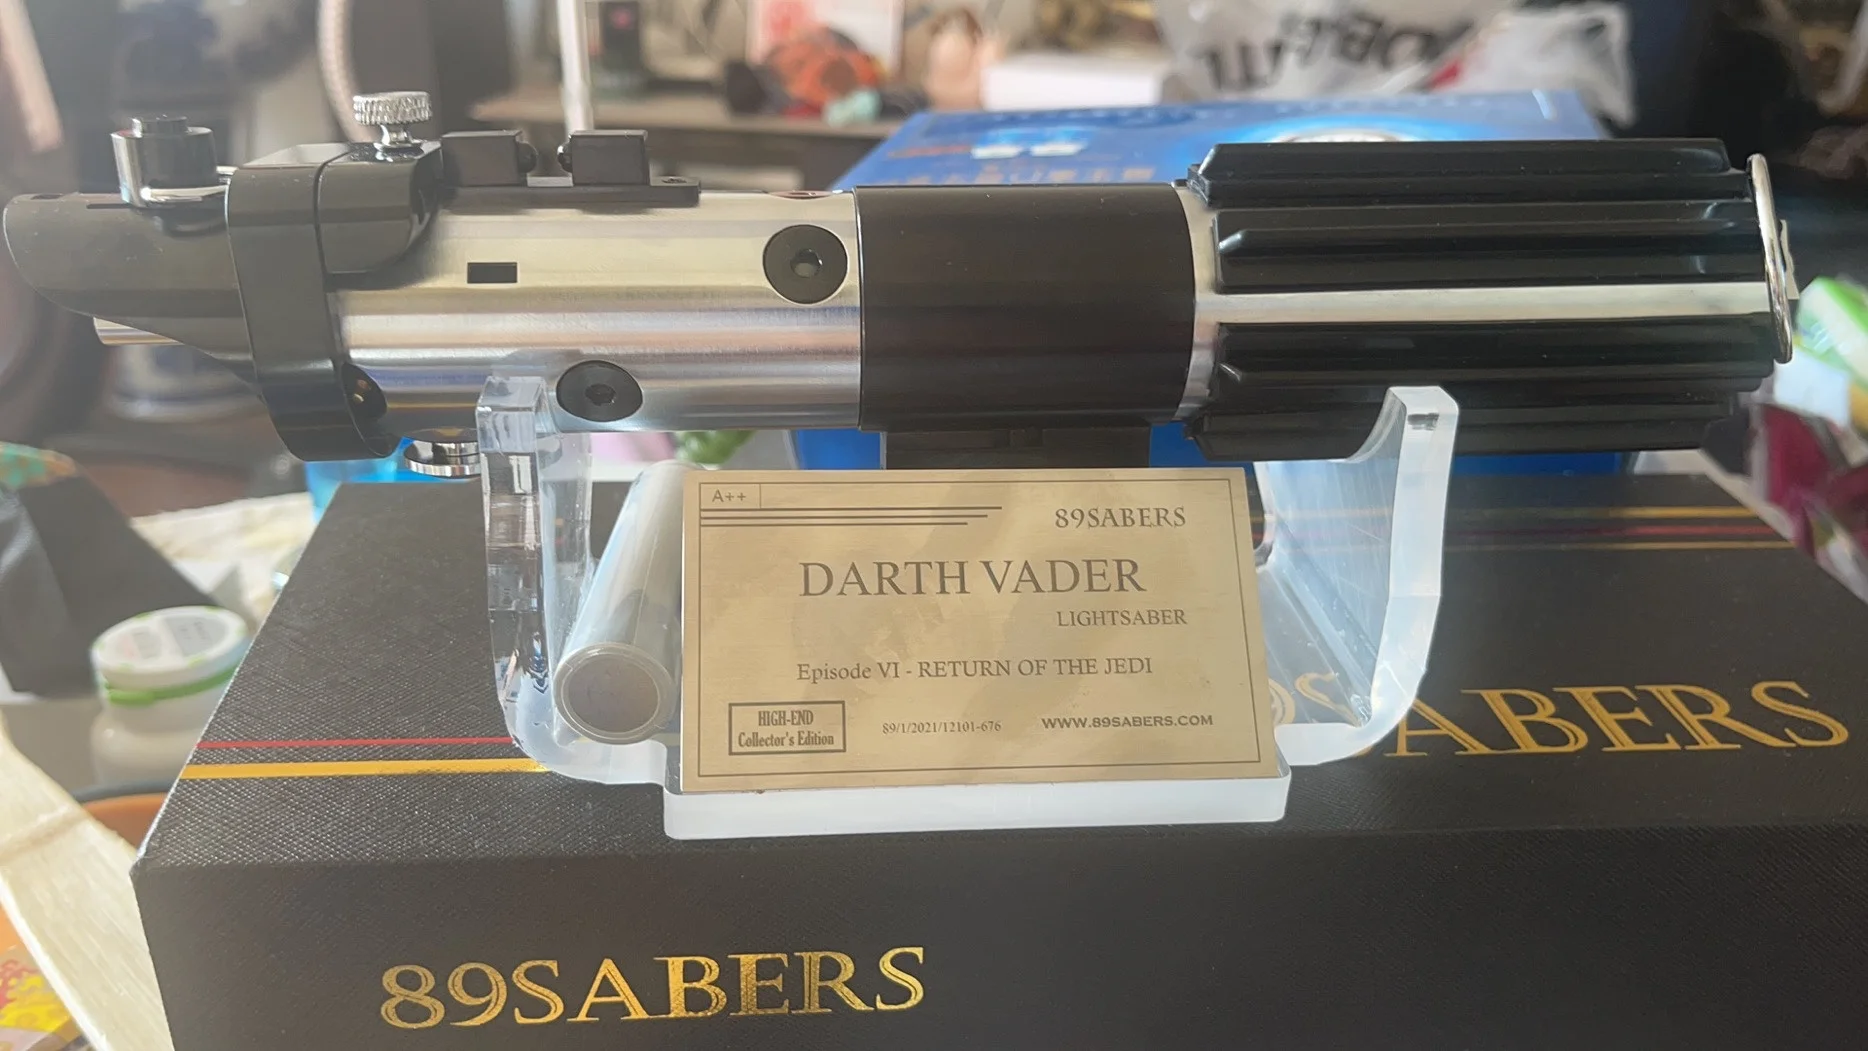 A++
89SABERS
DARTH VADER
LIGHTSABER
Episode VI - RETURN OF THE JEDI
HIGH-END
Collector's Edition
89/1/2021/12101-676
WWW.89SABERS.COM
89SABERS
89SABERS